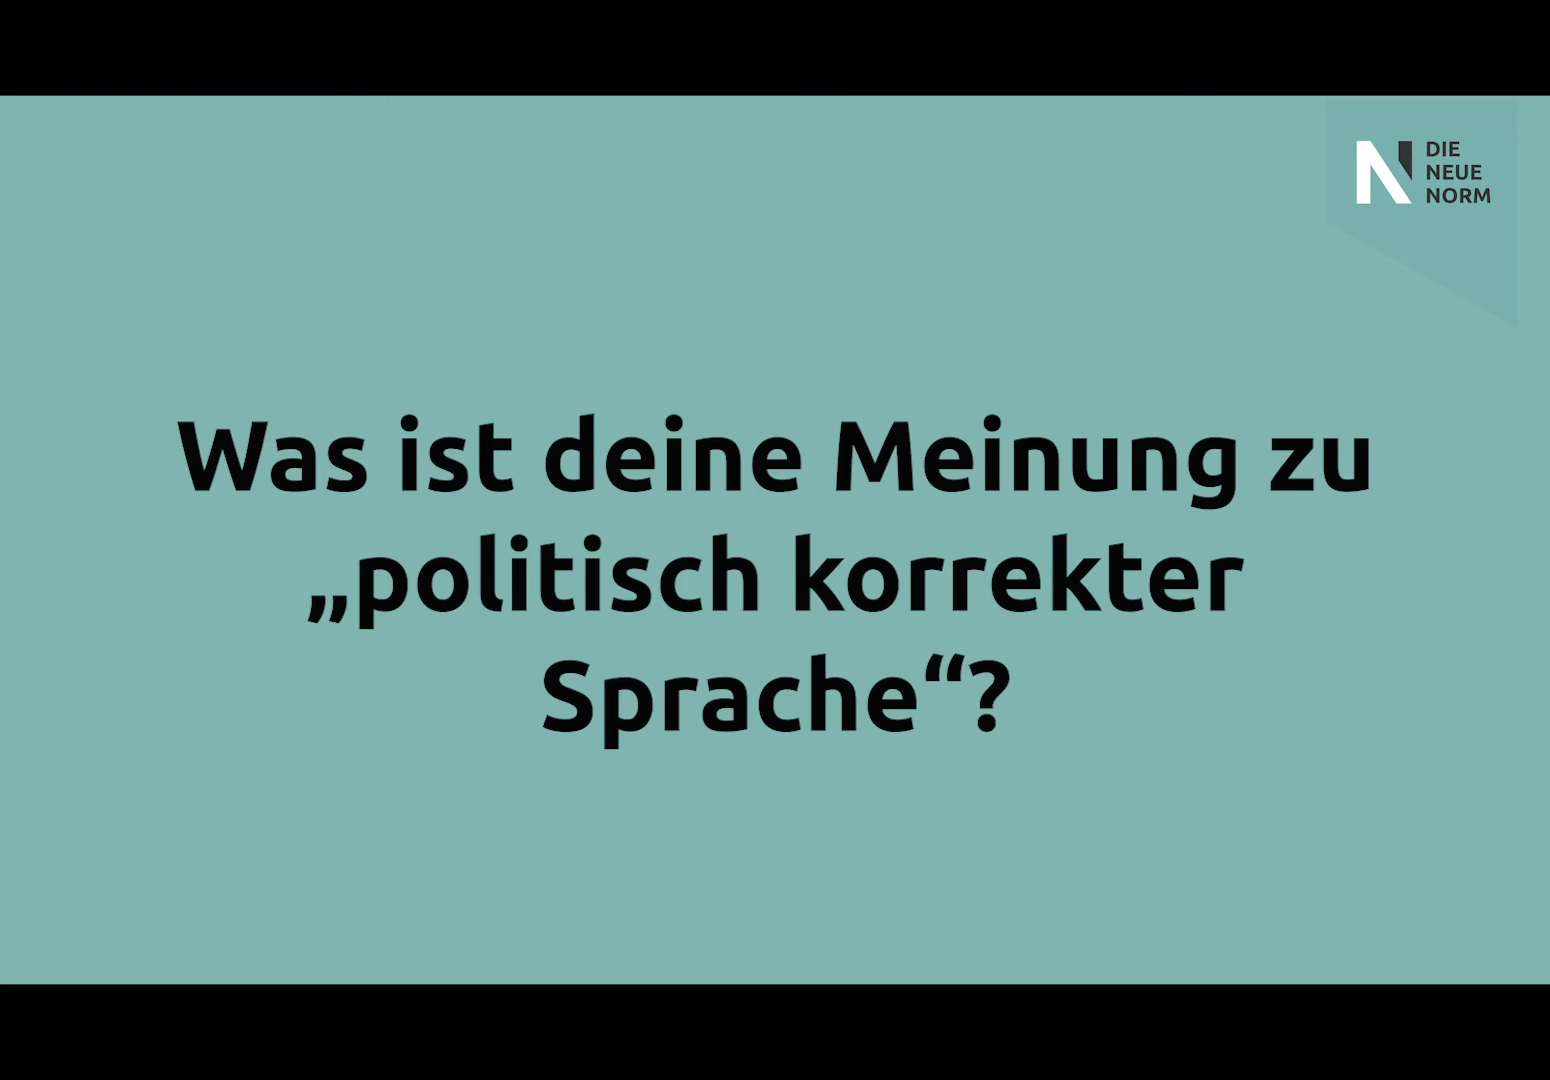 DIE
NEUE
NORM
Was ist deine Meinung zu
„politisch korrekter
Sprache“?